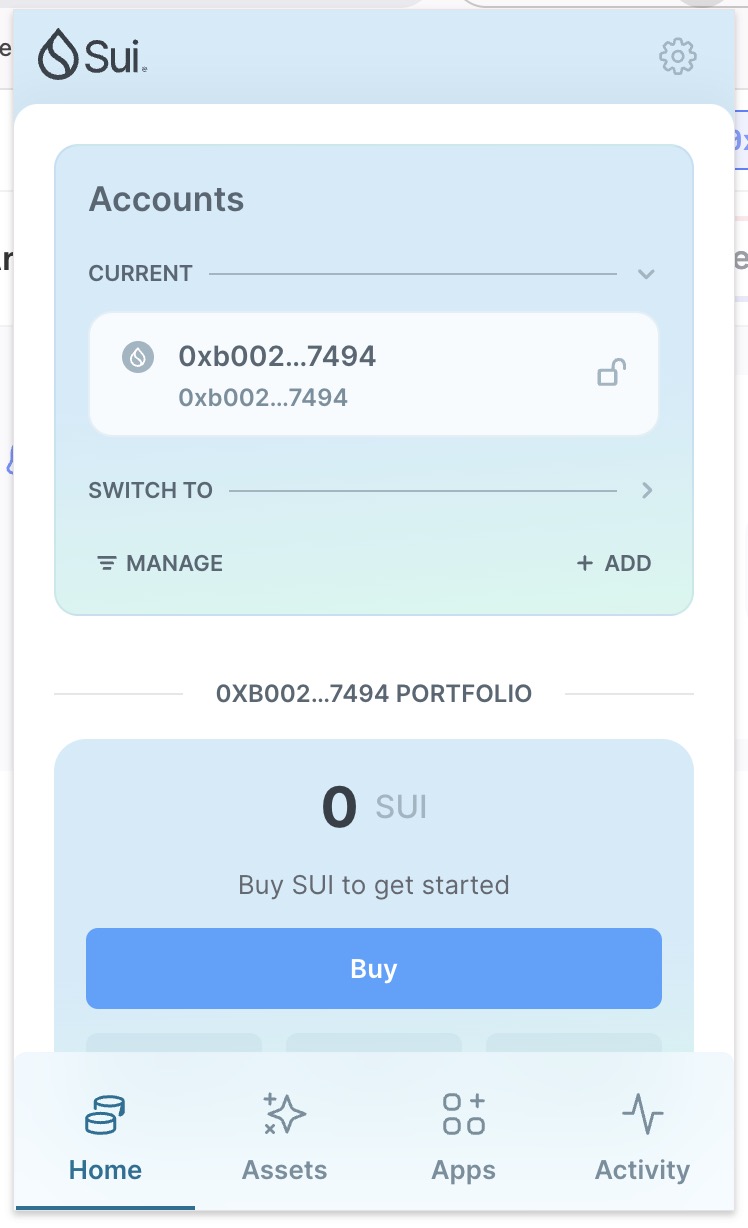 Sui
Accounts
CURRENT
0xb002...7494
0xb002...7494
SWITCH TO
MANAGE
+ ADD
0XB002...7494 PORTFOLIO
0 SUI
Buy SUI to get started
Buy
Home
Assets
Apps
Activity